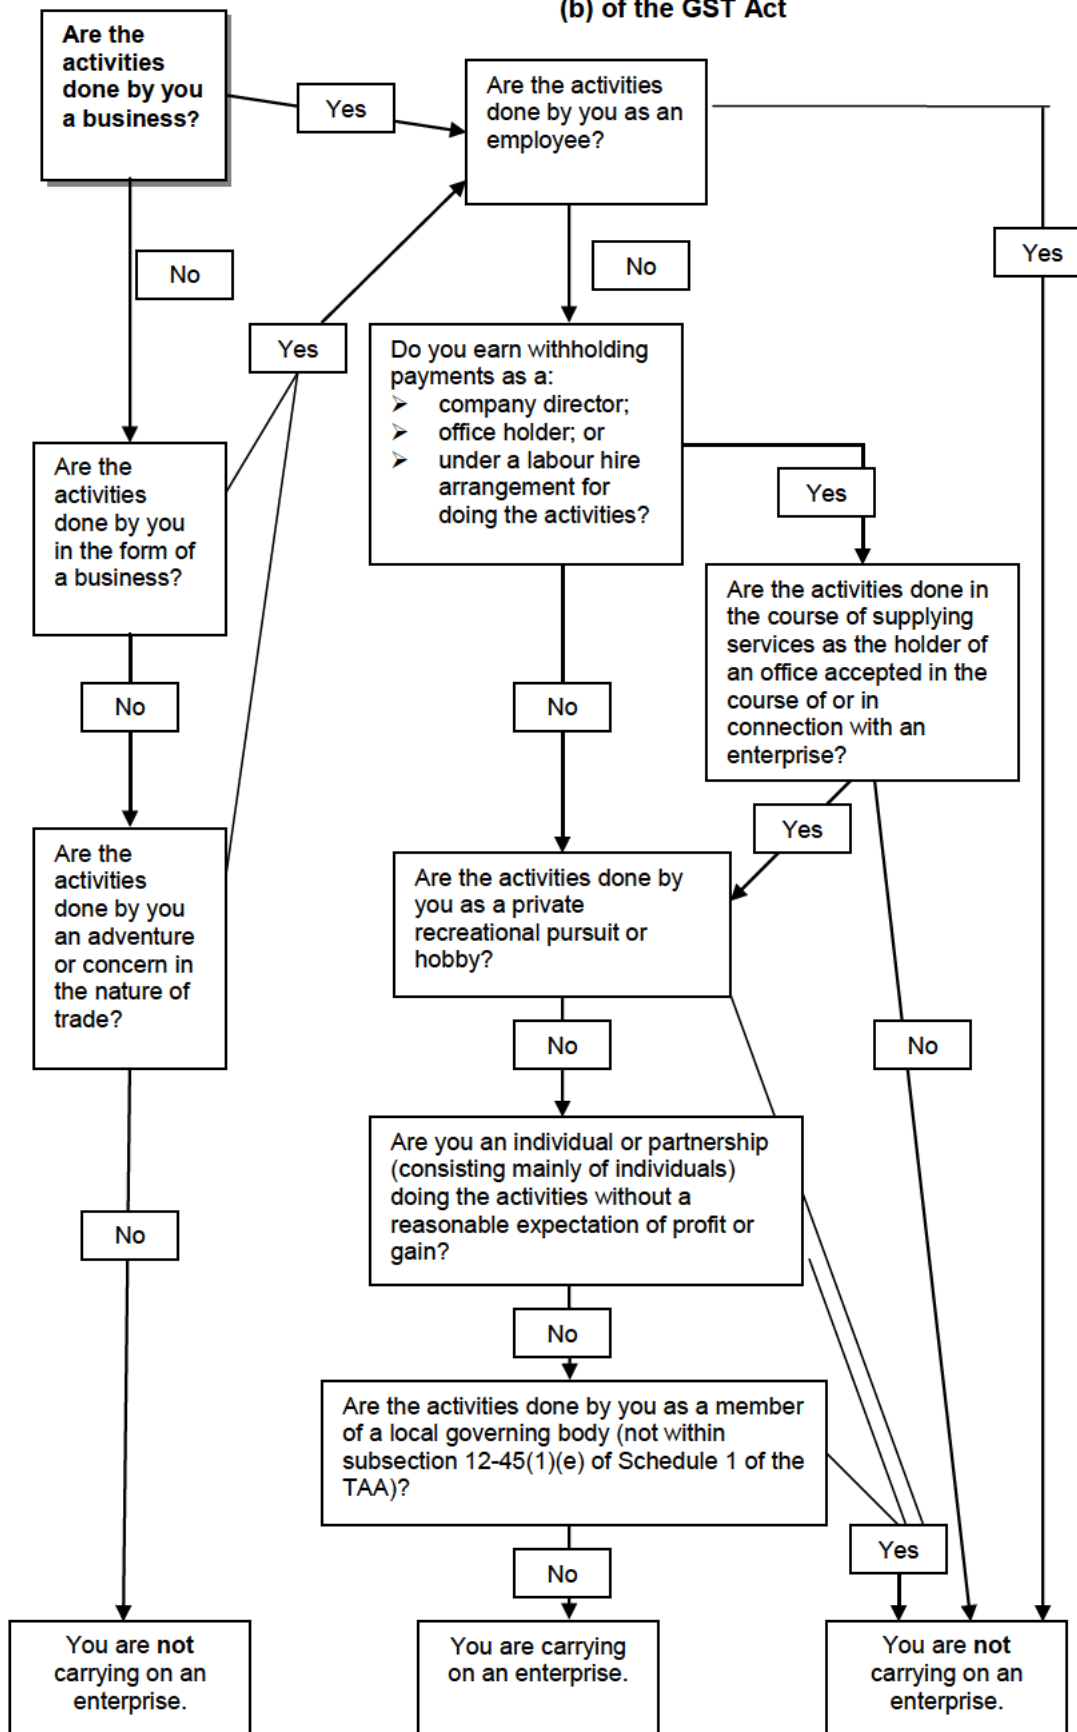 (b) of the GST Act
Are the
activities
done by you
a business?
Yes
Are the activities
done by you as an
employee?
Yes
No
No
Yes
Do you earn withholding
payments as a:
➢ company director;
➢ office holder; or
➢ under a labour hire
arrangement for
doing the activities?
Are the
activities
done by you
in the form of
a business?
Yes
Are the activities done in
the course of supplying
services as the holder of
an office accepted in the
course of or in
connection with an
enterprise?
No
No
Yes
Are the
activities
done by you
an adventure
or concern in
the nature of
trade?
Are the activities done by
you as a private
recreational pursuit or
hobby?
No
No
Are you an individual or partnership
(consisting mainly of individuals)
doing the activities without a
reasonable expectation of profit or
gain?
No
No
Are the activities done by you as a member
of a local governing body (not within
subsection 12-45(1)(e) of Schedule 1 of the
TAA)?
Yes
No
You are not
carrying on an
enterprise.
You are carrying
on an enterprise.
You are not
carrying on an
enterprise.